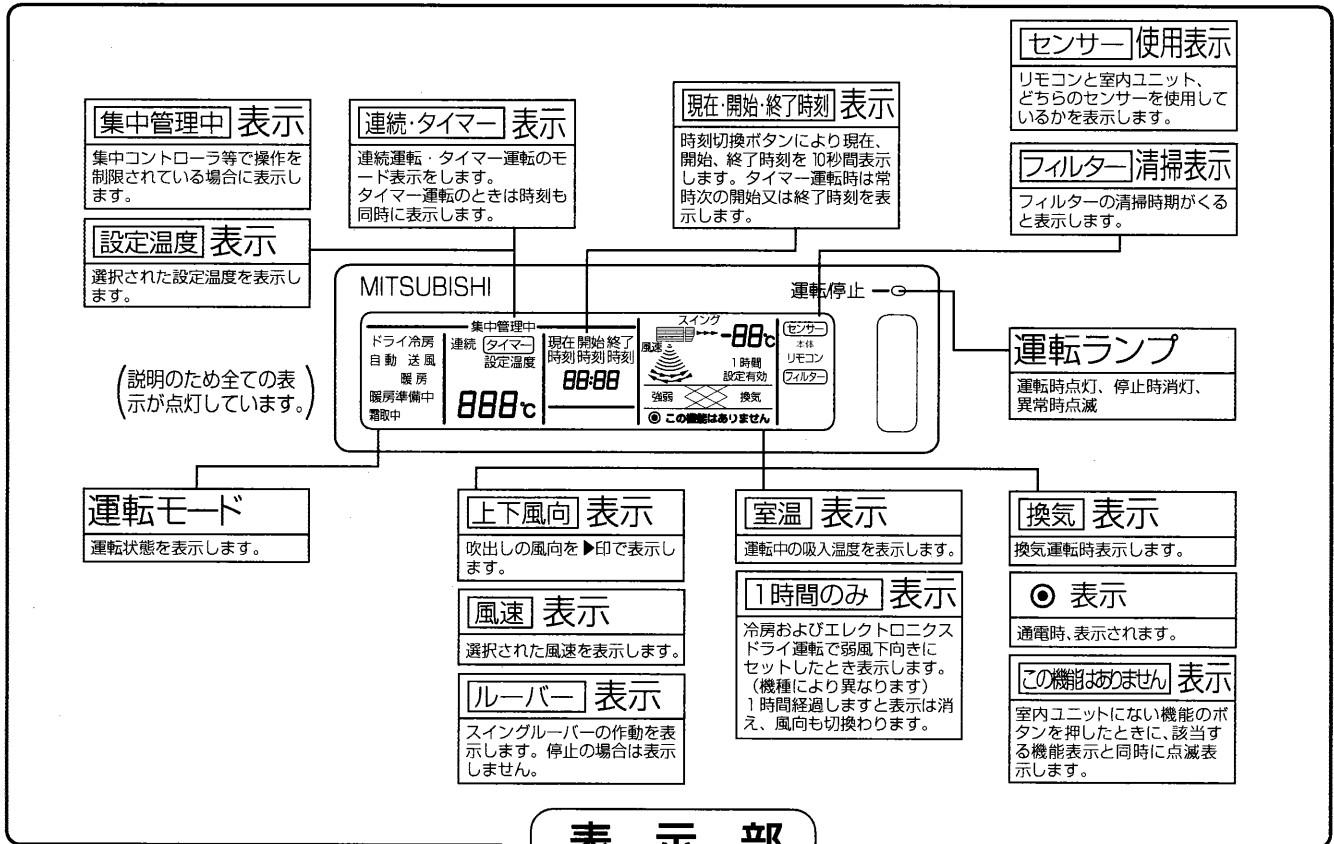 センサー 使用表示
リモコンと室内ユニット、
どちらのセンサーを使用して
いるかを表示します。
集中管理中 表示
集中コントローラ等で操作を
制限されている場合に表示し
ます。
連続・タイマー 表示
連続運転・タイマー運転のモ
ード表示をします。
タイマー運転のときは時刻も
同時に表示します。
現在・開始・終了時刻 表示
時刻切換ボタンにより現在、
開始、終了時刻を10秒間表示
します。タイマー運転時は常
時次の開始又は終了時刻を表
示します。
フィルター 清掃表示
フィルターの清掃時期がくる
と表示します。
設定温度 表示
選択された設定温度を表示し
ます。
MITSUBISHI
運転/停止
集中管理中
ドライ冷房
自動 送風
暖房
暖房準備中
霜取中
連続 タイマー
設定温度
888℃
現在 開始 終了
時刻 時刻 時刻
88:88
スイング
風速
-88℃
1時間
設定有効
強弱 換気
◉ この機能はありません
センサー
本体
リモコン
フィルター
(説明のため全ての表
示が点灯しています。)
運転ランプ
運転時点灯、停止時消灯、
異常時点滅
運転モード
運転状態を表示します。
上下風向 表示
吹出しの風向を▶印で表示し
ます。
風速 表示
選択された風速を表示します。
ルーバー 表示
スイングルーバーの作動を表
示します。停止の場合は表示
しません。
室温 表示
運転中の吸入温度を表示します。
1時間のみ 表示
冷房およびエレクトロニクス
ドライ運転で弱風下向きに
セットしたとき表示します。
(機種により異なります)
1時間経過しますと表示は消
え、風向も切換わります。
換気 表示
換気運転時表示します。
◉ 表示
通電時、表示されます。
この機能はありません 表示
室内ユニットにない機能のボ
タンを押したときに、該当す
る機能表示と同時に点滅表
示します。
表示部